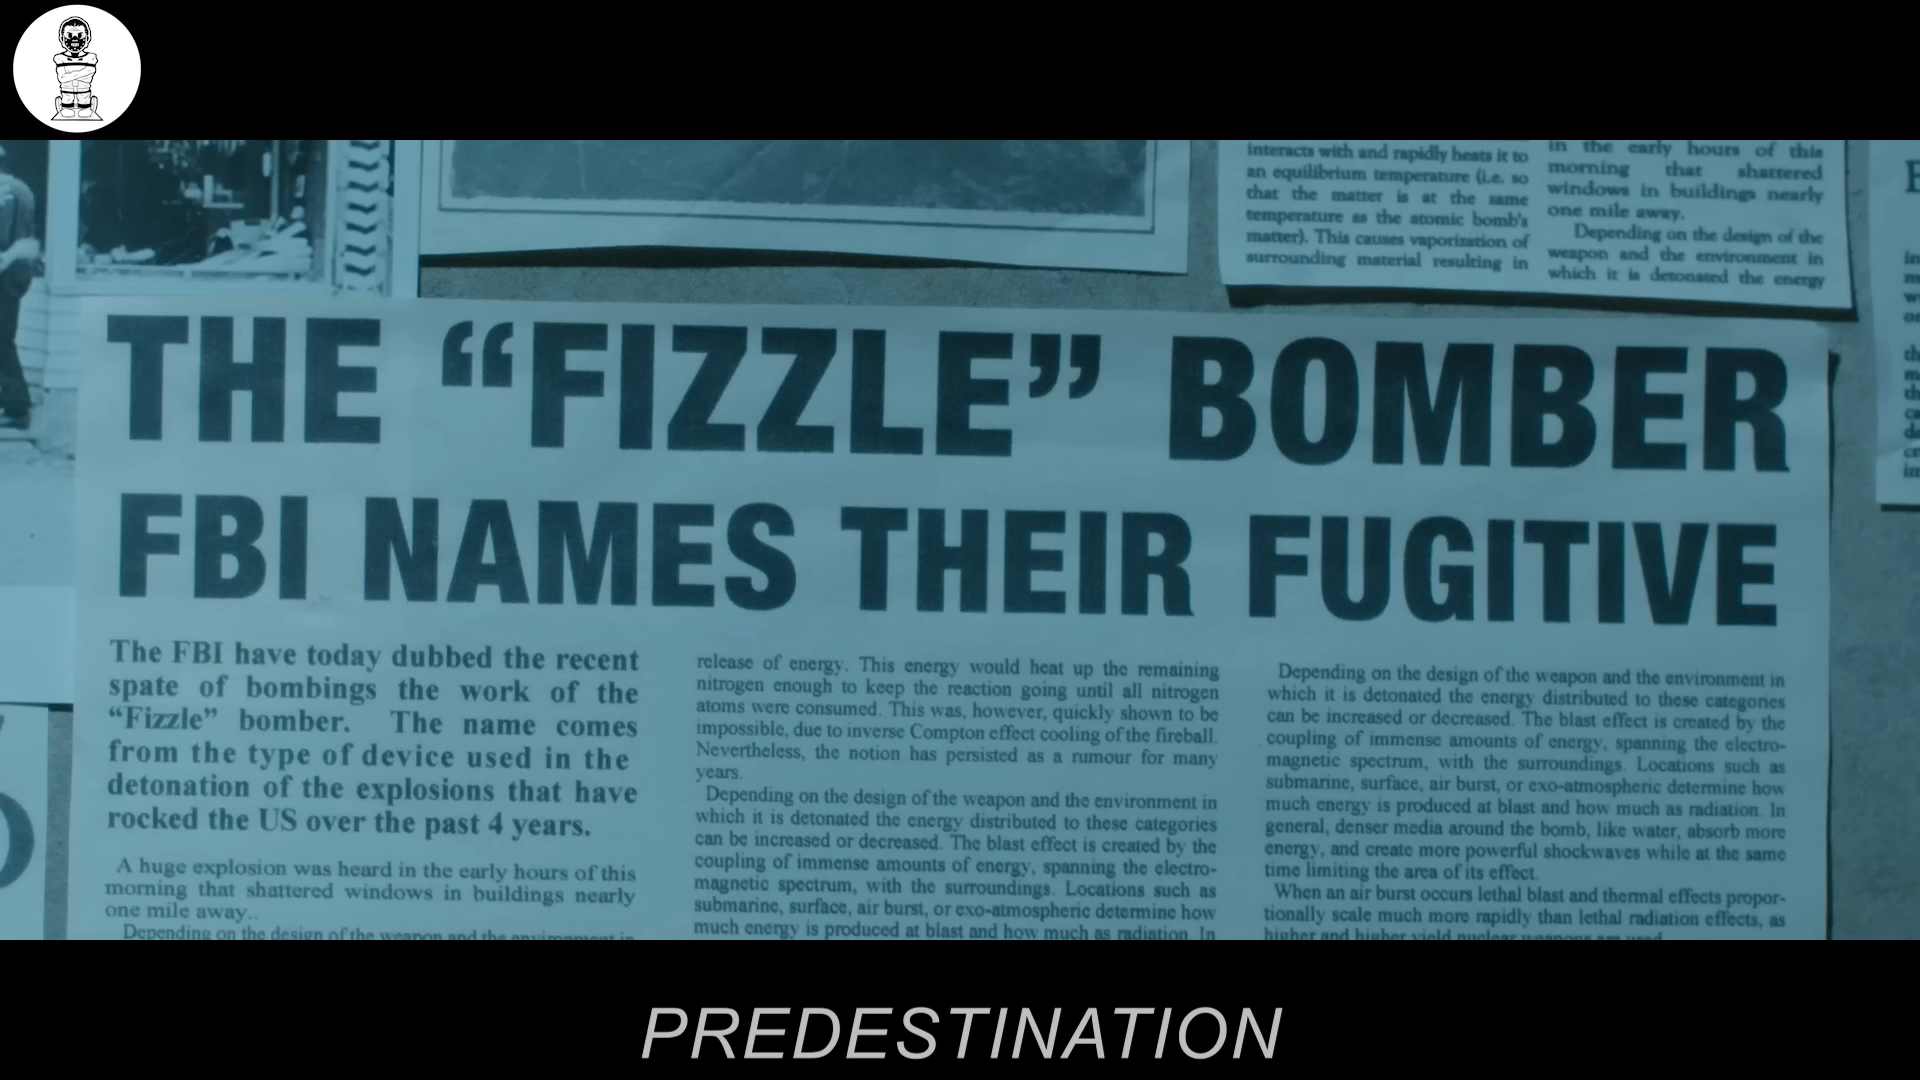 interacts with and rapidly heats it to
an equilibrium temperature (i.e. so
that the matter is at the same
temperature as the atomic bomb's
matter). This causes vaporization of
surrounding material resulting in
in the early hours of this
morning that shattered
windows in buildings nearly
one mile away.
Depending on the design of the
weapon and the environment in
which it is detonated the energy
THE “FIZZLE” BOMBER
FBI NAMES THEIR FUGITIVE
The FBI have today dubbed the recent
spate of bombings the work of the
“Fizzle” bomber. The name comes
from the type of device used in the
detonation of the explosions that have
rocked the US over the past 4 years.
A huge explosion was heard in the early hours of this
morning that shattered windows in buildings nearly
one mile away..
Depending on the design of the weapon and the environment in
release of energy. This energy would heat up the remaining
nitrogen enough to keep the reaction going until all nitrogen
atoms were consumed. This was, however, quickly shown to be
impossible, due to inverse Compton effect cooling of the fireball.
Nevertheless, the notion has persisted as a rumour for many
years.
Depending on the design of the weapon and the environment in
which it is detonated the energy distributed to these categories
can be increased or decreased. The blast effect is created by the
coupling of immense amounts of energy, spanning the electro-
magnetic spectrum, with the surroundings. Locations such as
submarine, surface, air burst, or exo-atmospheric determine how
much energy is produced at blast and how much as radiation. In
Depending on the design of the weapon and the environment in
which it is detonated the energy distributed to these categories
can be increased or decreased. The blast effect is created by the
coupling of immense amounts of energy, spanning the electro-
magnetic spectrum, with the surroundings. Locations such as
submarine, surface, air burst, or exo-atmospheric determine how
much energy is produced at blast and how much as radiation. In
general, denser media around the bomb, like water, absorb more
energy, and create more powerful shockwaves while at the same
time limiting the area of its effect.
When an air burst occurs lethal blast and thermal effects propor-
tionally scale much more rapidly than lethal radiation effects, as
higher and higher yield nuclear weapons are used.
PREDESTINATION